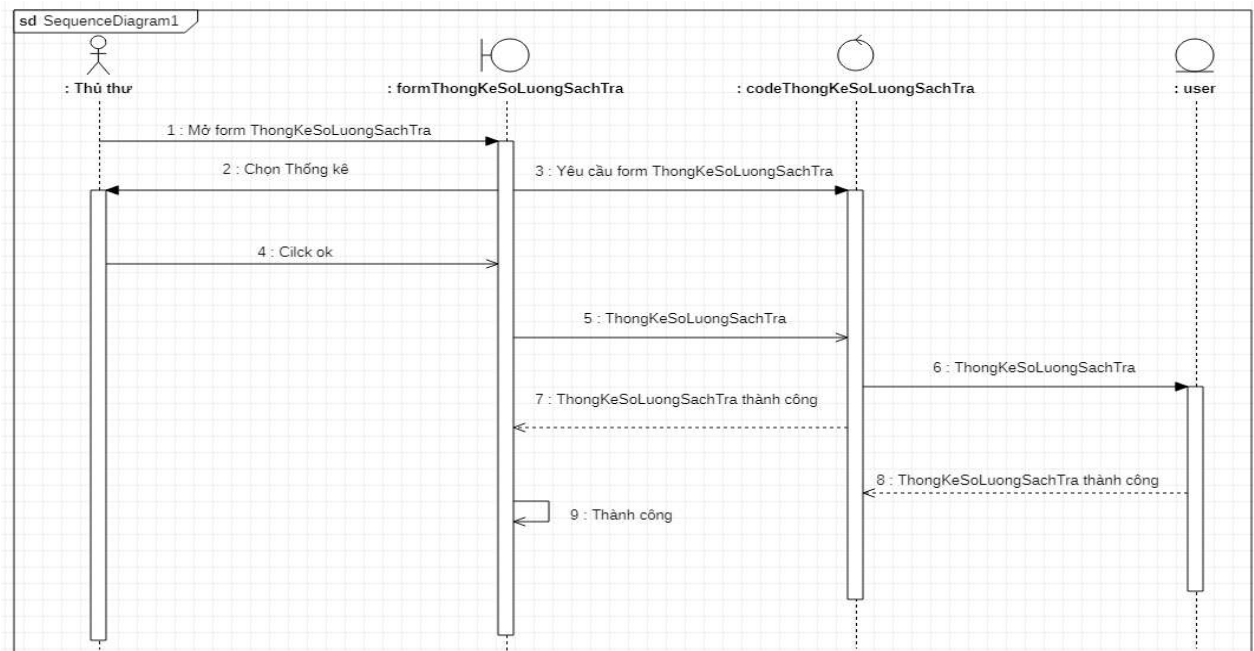 sd SequenceDiagram1
: Thủ thư
: formThongKeSoLuongSachTra
: codeThongKeSoLuongSachTra
: user
1 : Mở form ThongKeSoLuongSachTra
2 : Chọn Thống kê
3 : Yêu cầu form ThongKeSoLuongSachTra
4 : Cilck ok
5 : ThongKeSoLuongSachTra
6 : ThongKeSoLuongSachTra
7 : ThongKeSoLuongSachTra thành công
8 : ThongKeSoLuongSachTra thành công
9 : Thành công